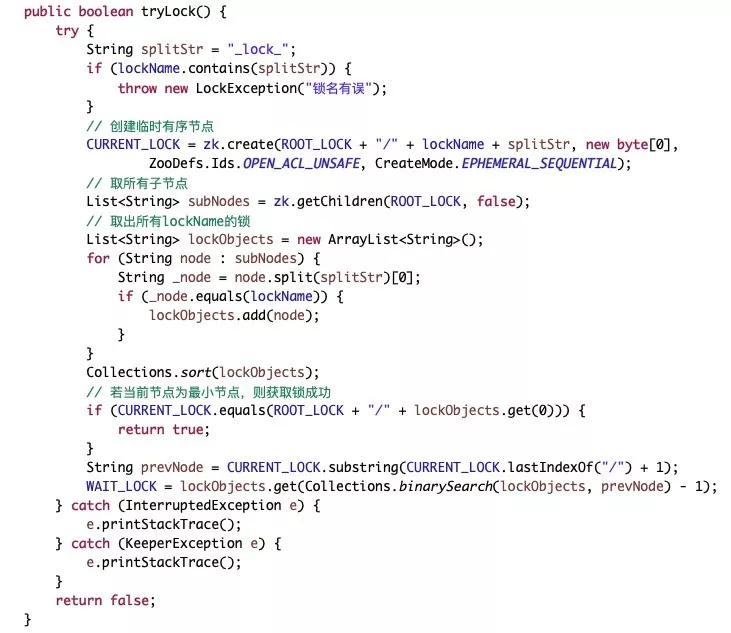 public boolean tryLock() {
    try {
        String splitStr = "_lock_";
        if (lockName.contains(splitStr)) {
            throw new LockException("锁名有误");
        }
        // 创建临时有序节点
        CURRENT_LOCK = zk.create(ROOT_LOCK + "/" + lockName + splitStr, new byte[0],
                ZooDefs.Ids.OPEN_ACL_UNSAFE, CreateMode.EPHEMERAL_SEQUENTIAL);
        // 取所有子节点
        List<String> subNodes = zk.getChildren(ROOT_LOCK, false);
        // 取出所有lockName的锁
        List<String> lockObjects = new ArrayList<String>();
        for (String node : subNodes) {
            String _node = node.split(splitStr)[0];
            if (_node.equals(lockName)) {
                lockObjects.add(node);
            }
        }
        Collections.sort(lockObjects);
        // 若当前节点为最小节点，则获取锁成功
        if (CURRENT_LOCK.equals(ROOT_LOCK + "/" + lockObjects.get(0))) {
            return true;
        }
        String prevNode = CURRENT_LOCK.substring(CURRENT_LOCK.lastIndexOf("/") + 1);
        WAIT_LOCK = lockObjects.get(Collections.binarySearch(lockObjects, prevNode) - 1);
    } catch (InterruptedException e) {
        e.printStackTrace();
    } catch (KeeperException e) {
        e.printStackTrace();
    }
    return false;
}